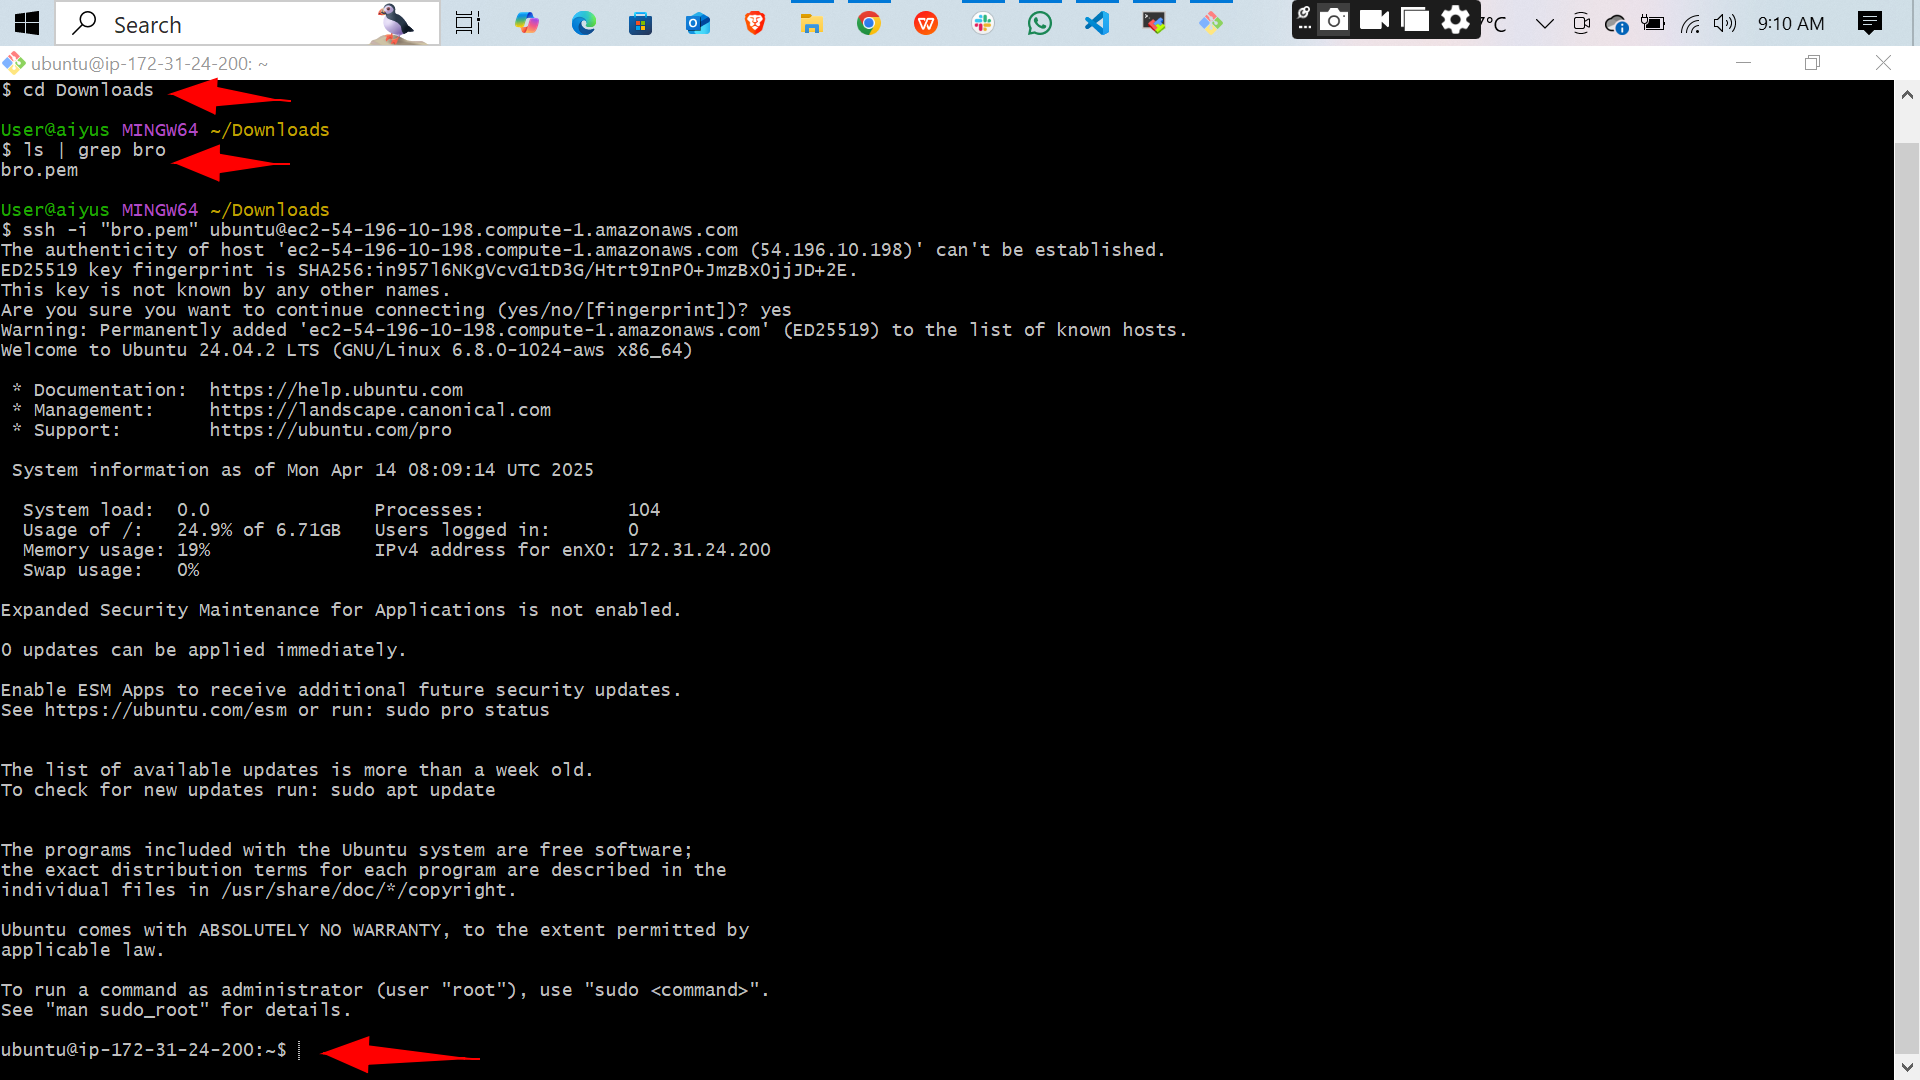 Search
7°C
9:10 AM
ubuntu@ip-172-31-24-200: ~
$ cd Downloads
User@aiyus MINGW64 ~/Downloads
$ ls | grep bro
bro.pem
User@aiyus MINGW64 ~/Downloads
$ ssh -i "bro.pem" ubuntu@ec2-54-196-10-198.compute-1.amazonaws.com
The authenticity of host 'ec2-54-196-10-198.compute-1.amazonaws.com (54.196.10.198)' can't be established.
ED25519 key fingerprint is SHA256:in957l6NKgVcvG1tD3G/Htrt9InPO+JmzBxOjjJD+2E.
This key is not known by any other names.
Are you sure you want to continue connecting (yes/no/[fingerprint])? yes
Warning: Permanently added 'ec2-54-196-10-198.compute-1.amazonaws.com' (ED25519) to the list of known hosts.
Welcome to Ubuntu 24.04.2 LTS (GNU/Linux 6.8.0-1024-aws x86_64)
* Documentation:  https://help.ubuntu.com
* Management:     https://landscape.canonical.com
* Support:        https://ubuntu.com/pro
System information as of Mon Apr 14 08:09:14 UTC 2025
System load:  0.0               Processes:             104
Usage of /:   24.9% of 6.71GB   Users logged in:       0
Memory usage: 19%               IPv4 address for enX0: 172.31.24.200
Swap usage:   0%
Expanded Security Maintenance for Applications is not enabled.
0 updates can be applied immediately.
Enable ESM Apps to receive additional future security updates.
See https://ubuntu.com/esm or run: sudo pro status
The list of available updates is more than a week old.
To check for new updates run: sudo apt update
The programs included with the Ubuntu system are free software;
the exact distribution terms for each program are described in the
individual files in /usr/share/doc/*/copyright.
Ubuntu comes with ABSOLUTELY NO WARRANTY, to the extent permitted by
applicable law.
To run a command as administrator (user "root"), use "sudo <command>".
See "man sudo_root" for details.
ubuntu@ip-172-31-24-200:~$